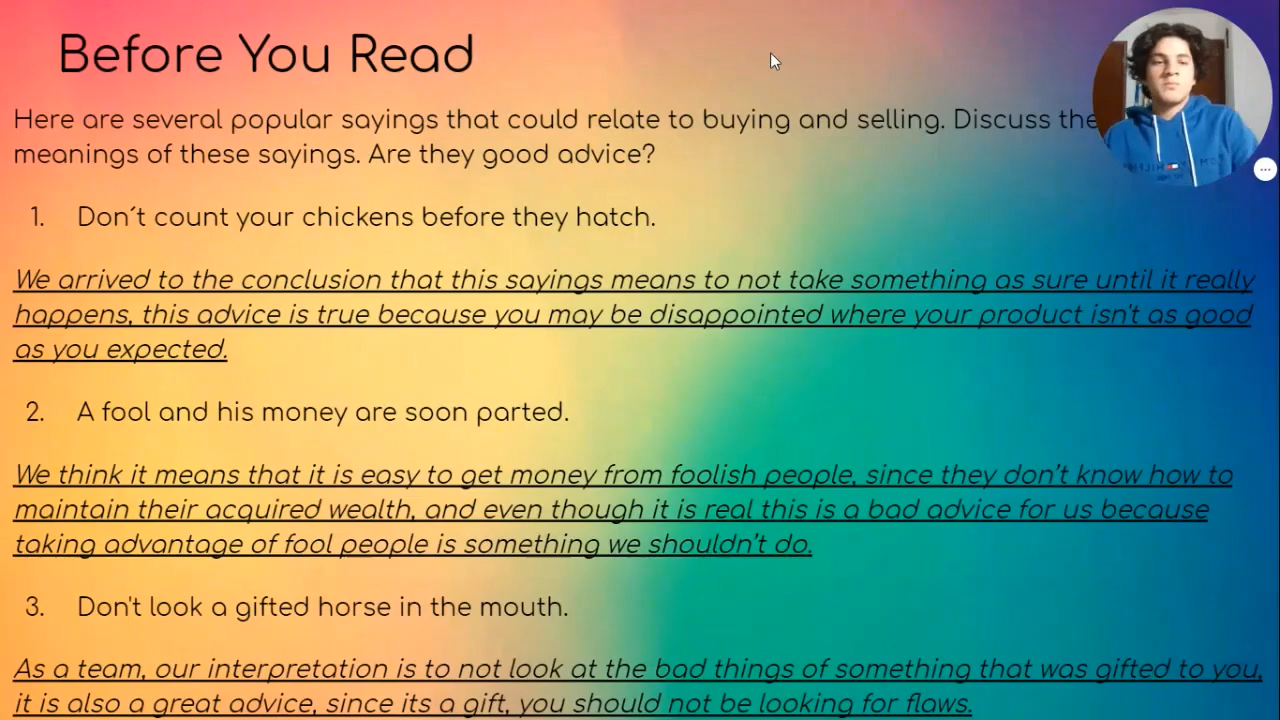 Before You Read
Here are several popular sayings that could relate to buying and selling. Discuss the
meanings of these sayings. Are they good advice?
1. Don´t count your chickens before they hatch.
We arrived to the conclusion that this sayings means to not take something as sure until it really
happens, this advice is true because you may be disappointed where your product isn't as good
as you expected.
2. A fool and his money are soon parted.
We think it means that it is easy to get money from foolish people, since they don’t know how to
maintain their acquired wealth, and even though it is real this is a bad advice for us because
taking advantage of fool people is something we shouldn’t do.
3. Don't look a gifted horse in the mouth.
As a team, our interpretation is to not look at the bad things of something that was gifted to you,
it is also a great advice, since its a gift, you should not be looking for flaws.